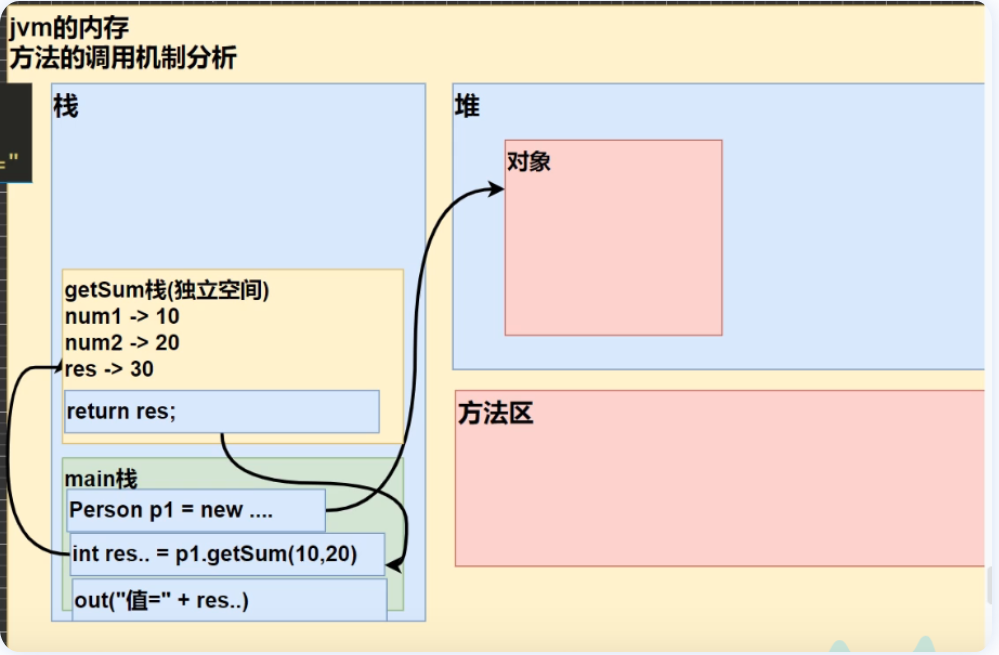 jvm的内存
方法的调用机制分析
="
栈
getSum栈(独立空间)
num1 -> 10
num2 -> 20
res -> 30
return res;
main栈
Person p1 = new ....
int res.. = p1.getSum(10,20)
out("值=" + res..)
堆
对象
方法区